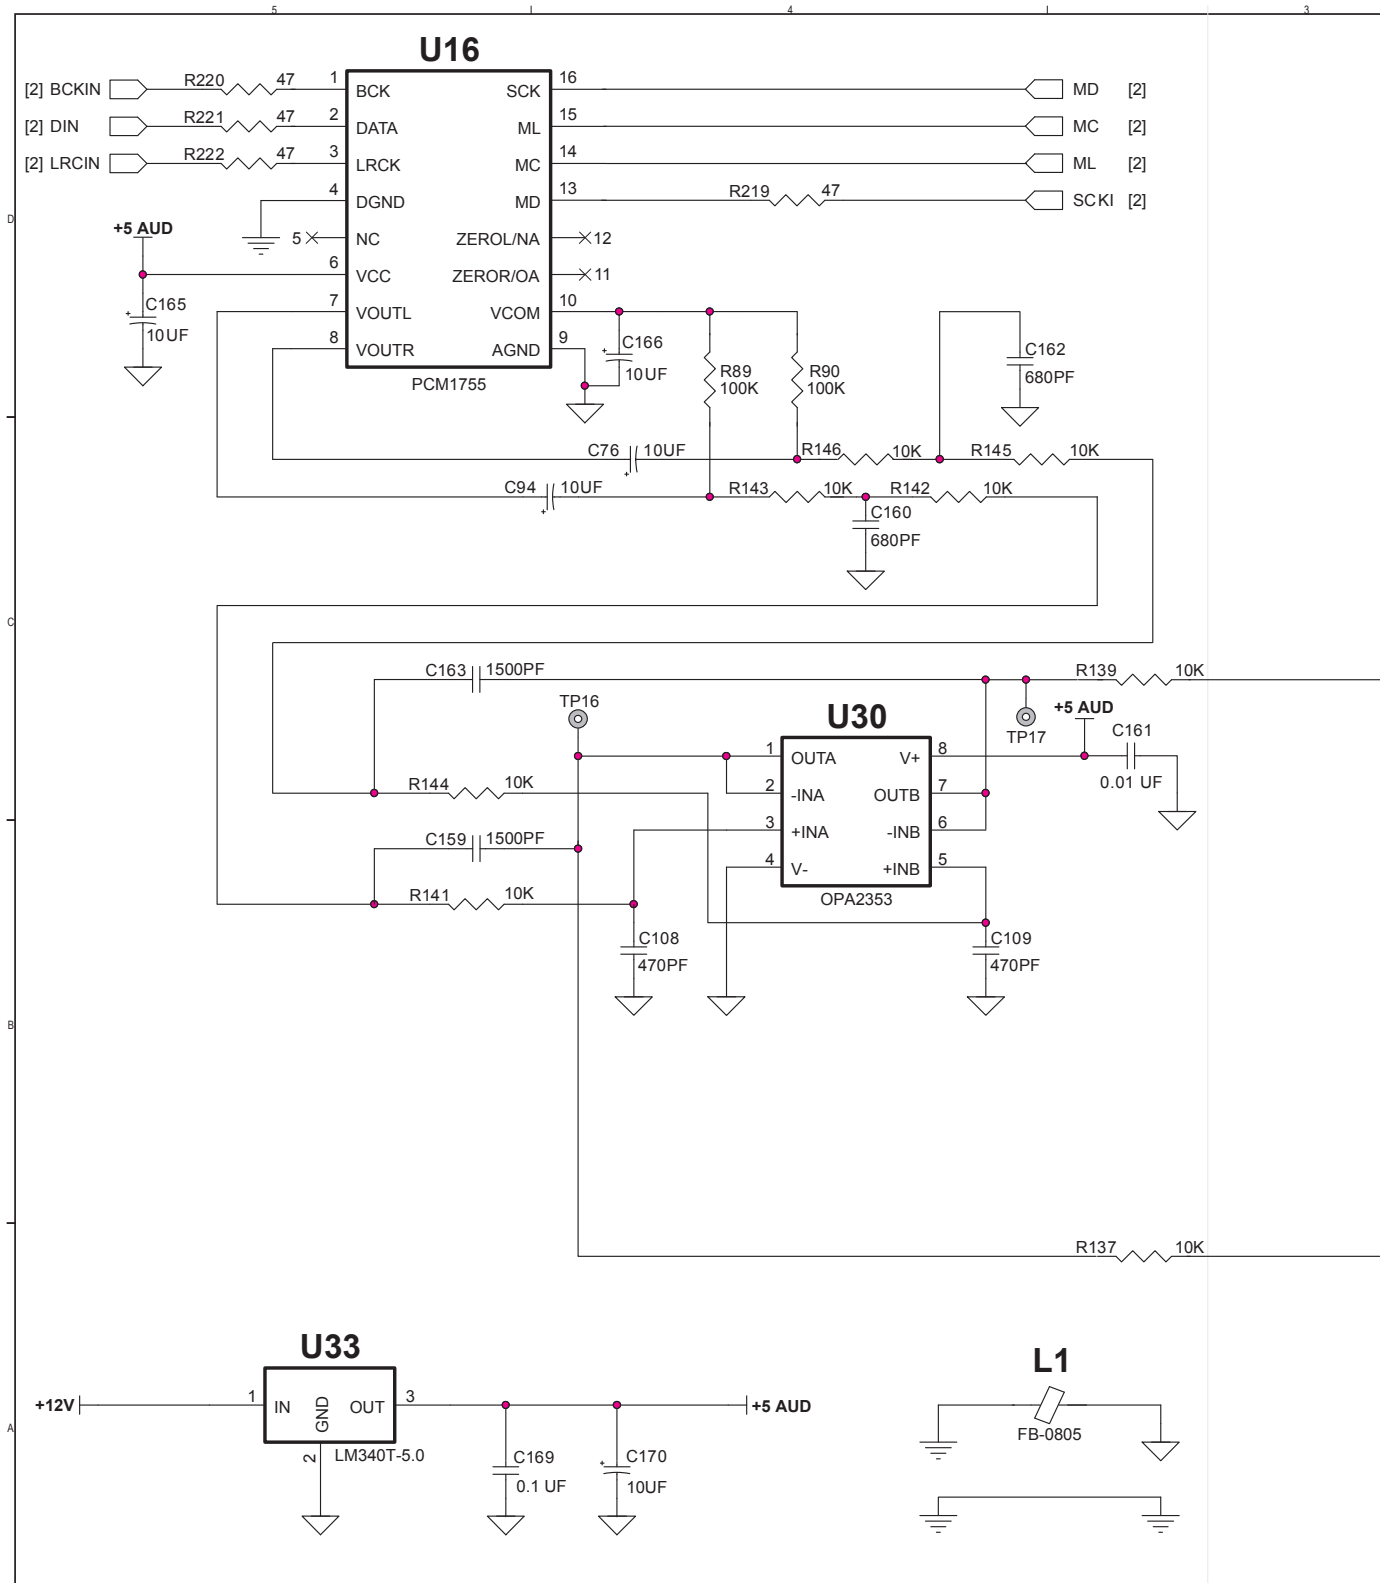 5 4 3
U16
[2] BCKIN R220 47 1 BCK SCK 16 MD [2]
[2] DIN R221 47 2 DATA ML 15 MC [2]
[2] LRCIN R222 47 3 LRCK MC 14 ML [2]
4 DGND MD 13 R219 47 SCKI [2]
D
+5 AUD 5 NC ZEROL/NA 12
6 VCC ZEROR/OA 11
7 VOUTL VCOM 10
C165
10UF
8 VOUTR AGND 9
C166
10UF
R89
100K
R90
100K
C162
680PF
PCM1755
C76 10UF R146 10K R145 10K
C94 10UF R143 10K R142 10K
C160
680PF
C
C163 1500PF R139 10K
TP16
U30
+5 AUD
TP17
C161
0.01 UF
1 OUTA V+ 8
R144 10K 2 -INA OUTB 7
3 +INA -INB 6
C159 1500PF
4 V- +INB 5
R141 10K
OPA2353
C108
470PF
C109
470PF
B
R137 10K
U33
L1
+12V 1 IN GND OUT 3 +5 AUD
A
2
LM340T-5.0
FB-0805
C169
0.1 UF
C170
10UF